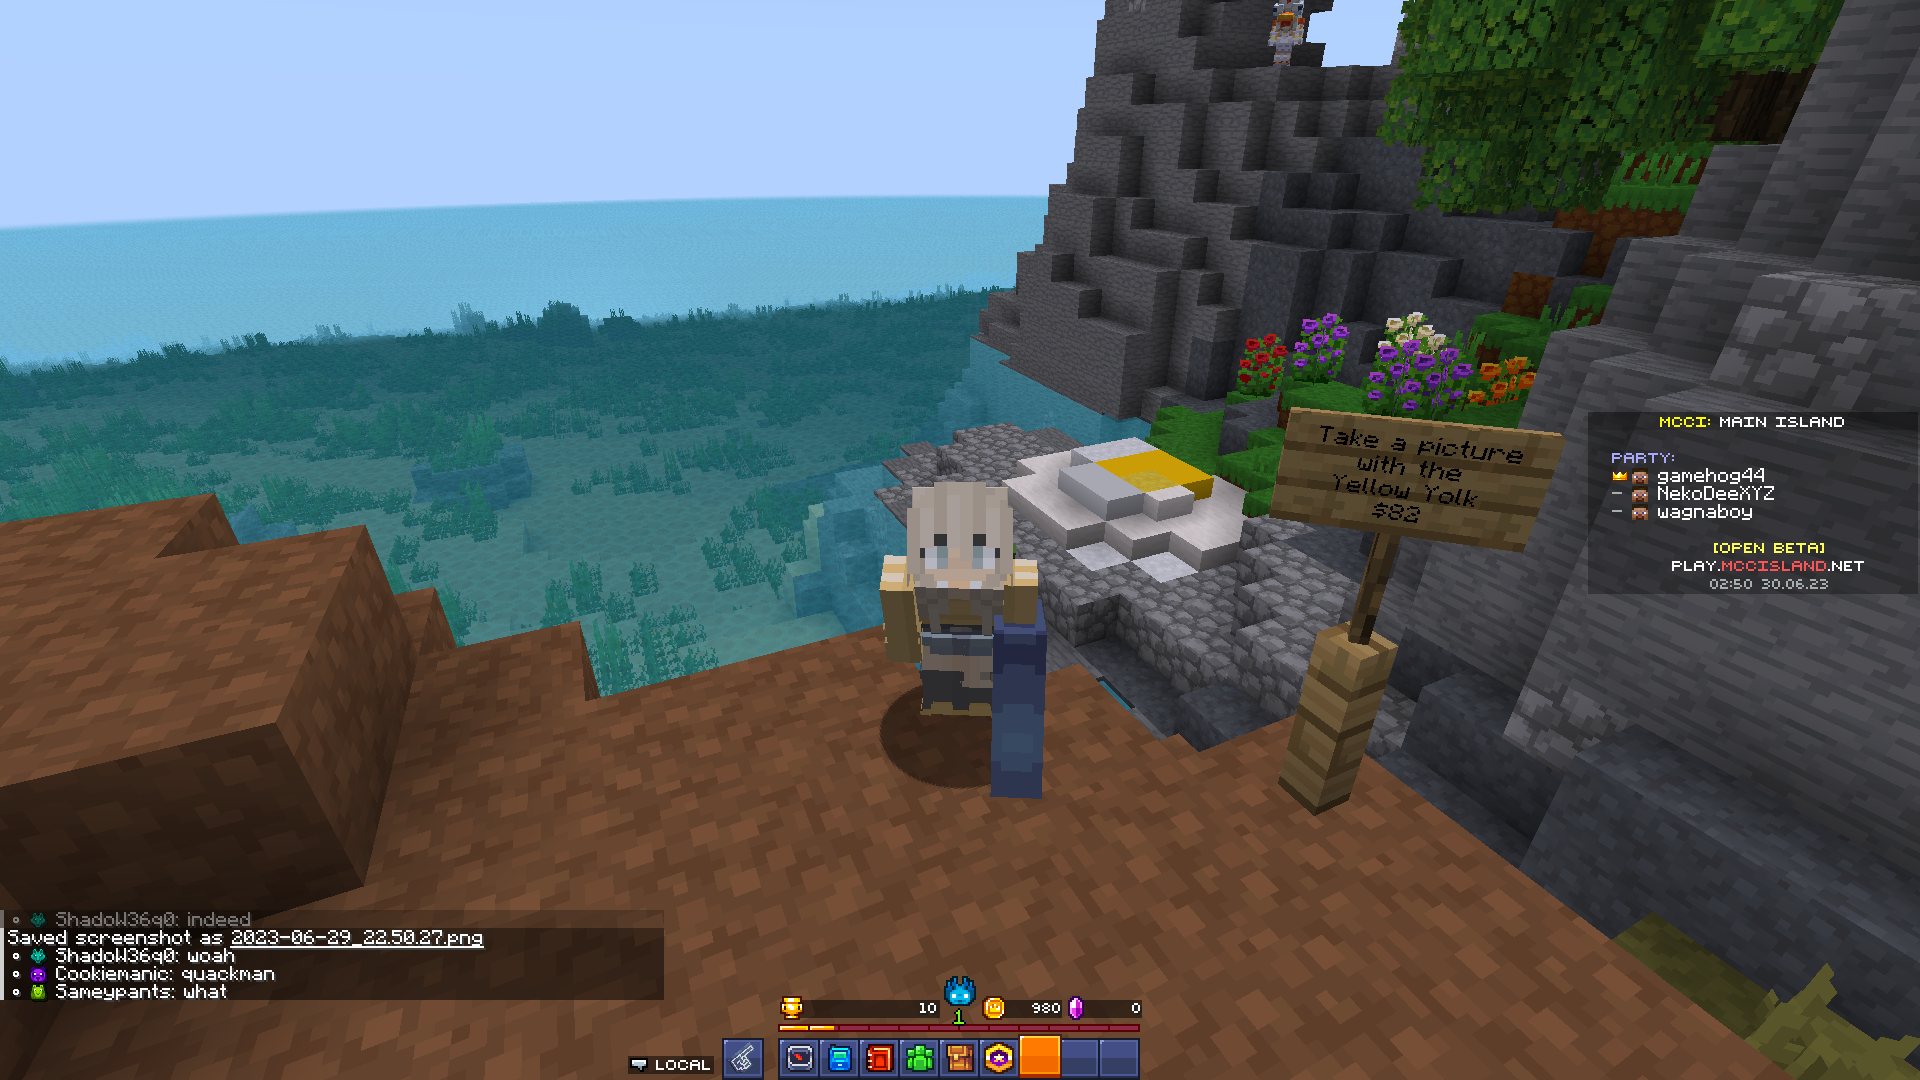 Take a picture
with the
Yellow Yolk
$82
MCCI: MAIN ISLAND
PARTY:
gamehog44
NekoDeeXYZ
wagnaboy
[OPEN BETA]
PLAY.MCCISLAND.NET
02:50 30.06.23
ShadoW36q0: indeed
Saved screenshot as 2023-06-29_22.50.27.png
ShadoW36q0: woah
Cookiemanic: quackman
Sameypants: what
10
1
980
0
LOCAL